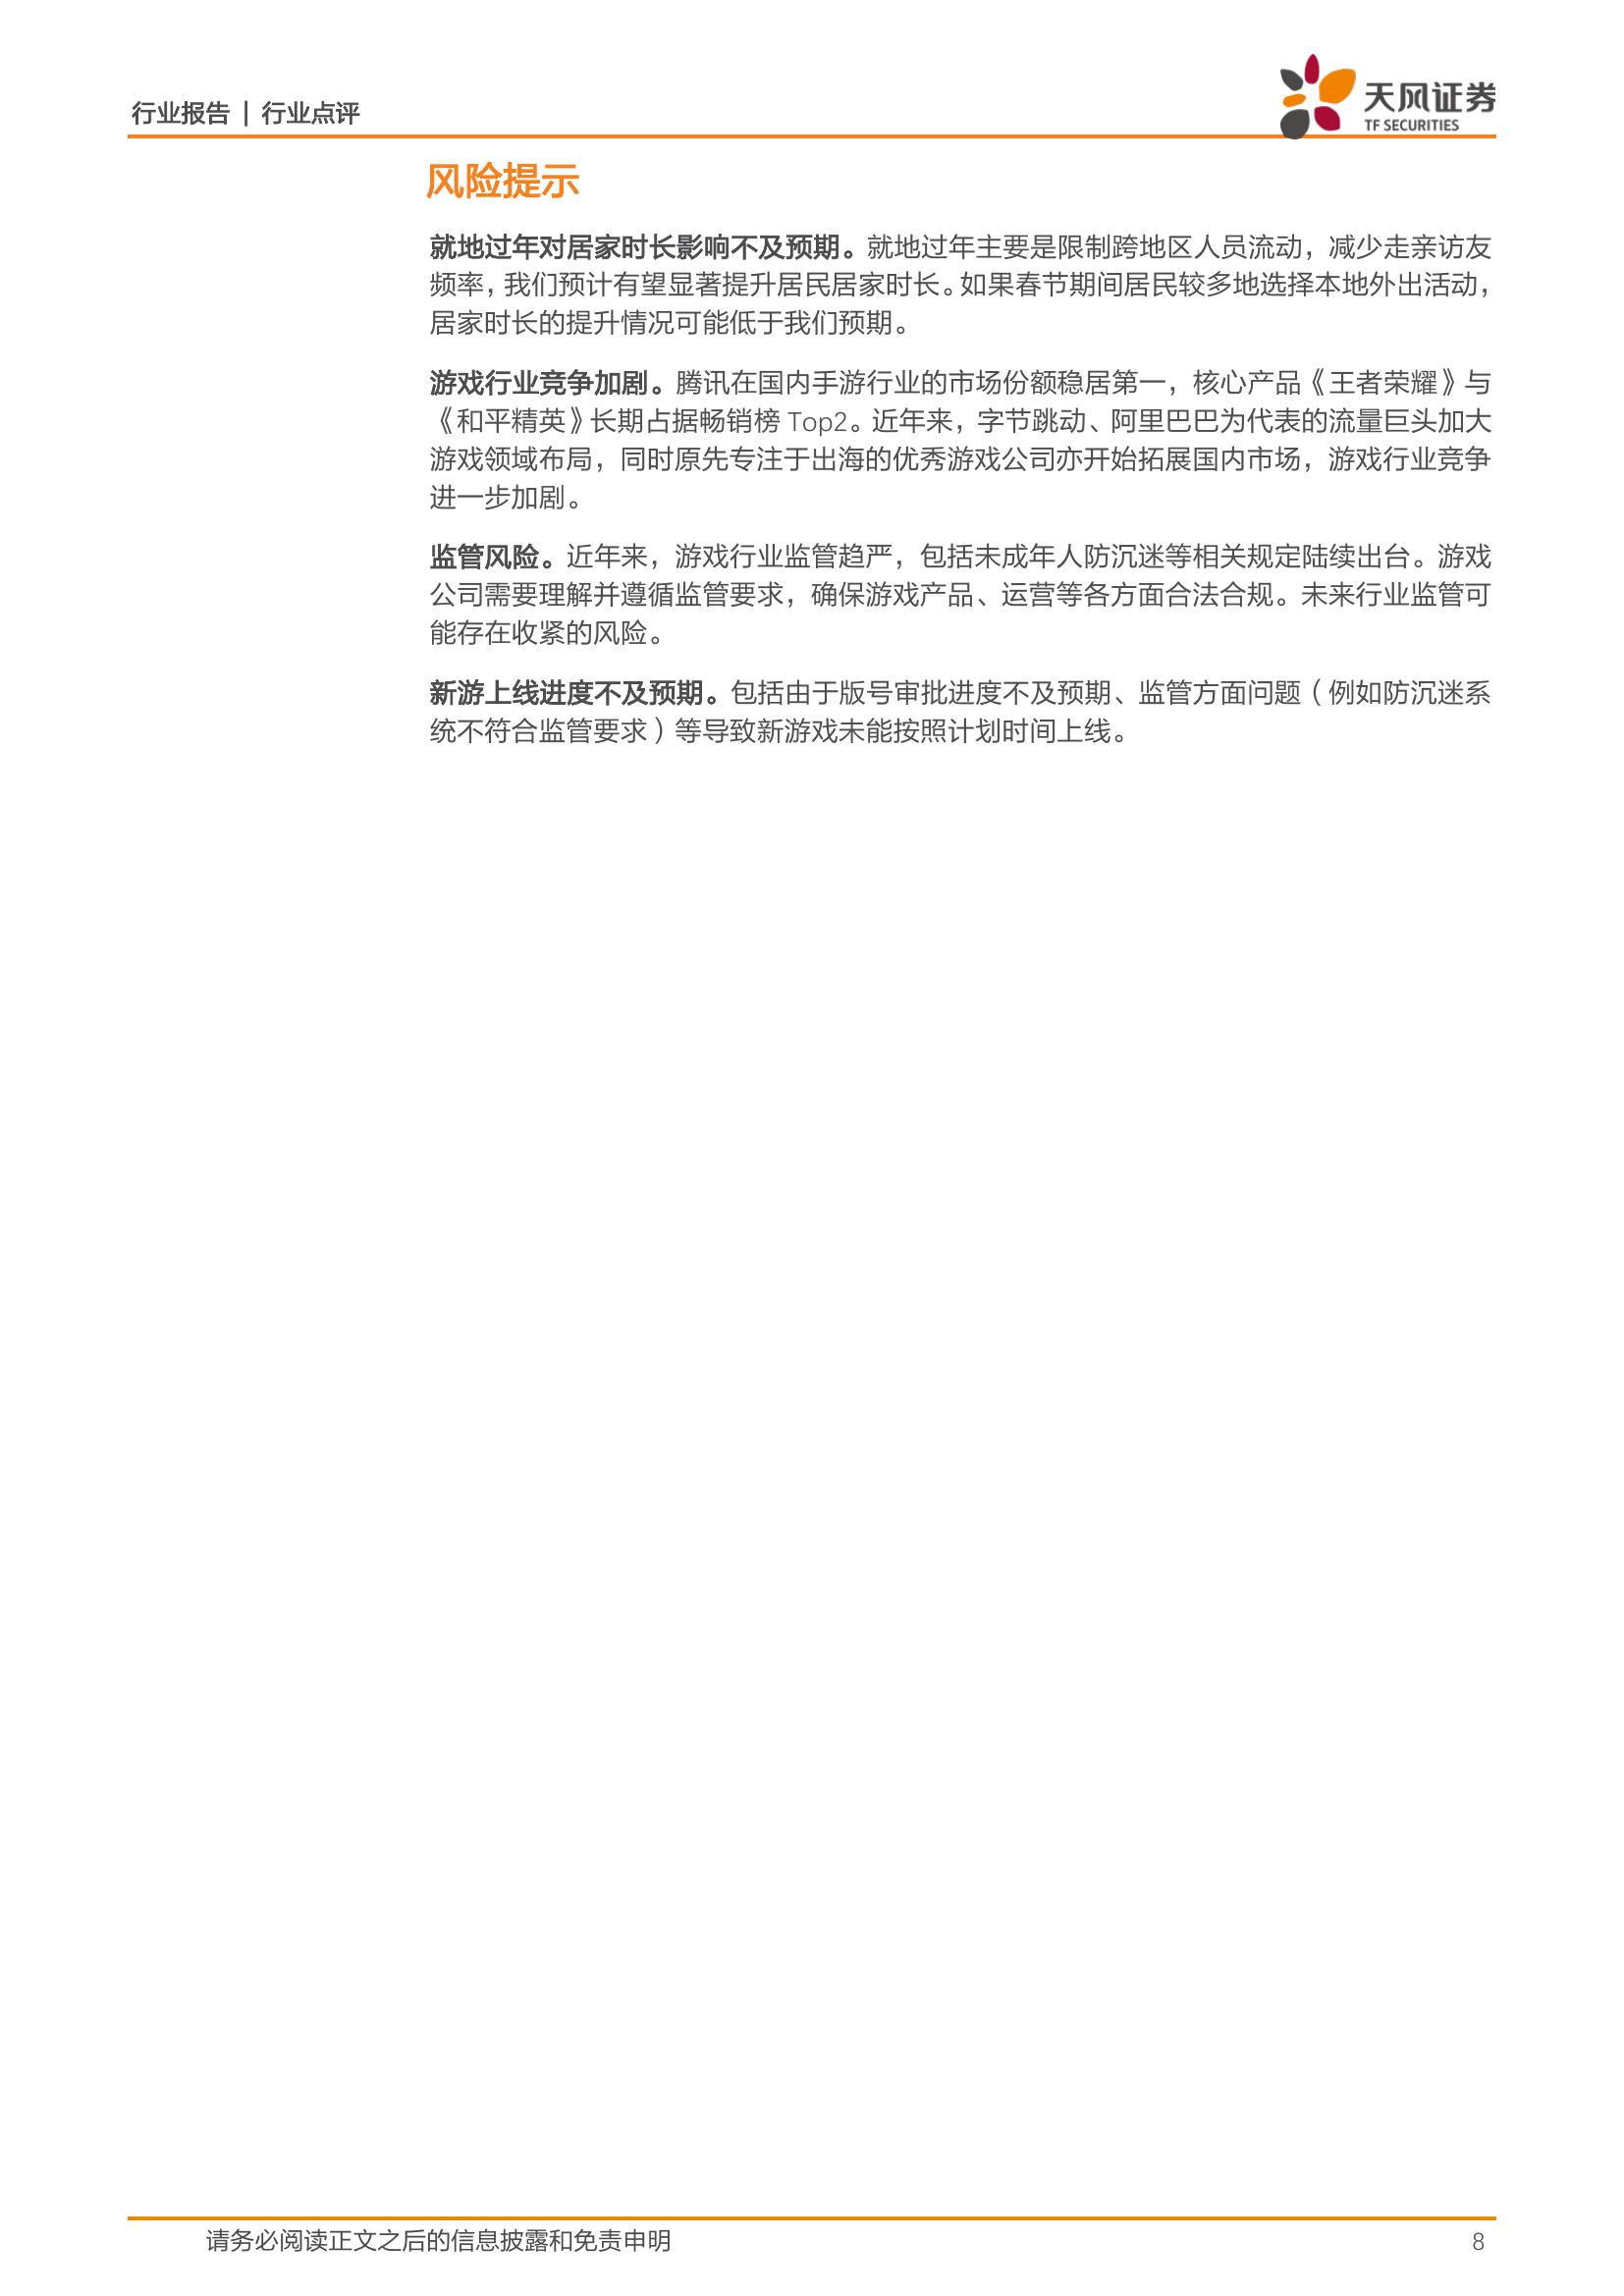 行业报告 | 行业点评
天风证券
TF SECURITIES
风险提示
就地过年对居家时长影响不及预期。就地过年主要是限制跨地区人员流动，减少走亲访友
频率，我们预计有望显著提升居民居家时长。如果春节期间居民较多地选择本地外出活动，
居家时长的提升情况可能低于我们预期。
游戏行业竞争加剧。腾讯在国内手游行业的市场份额稳居第一，核心产品《王者荣耀》与
《和平精英》长期占据畅销榜 Top2。近年来，字节跳动、阿里巴巴为代表的流量巨头加大
游戏领域布局，同时原先专注于出海的优秀游戏公司亦开始拓展国内市场，游戏行业竞争
进一步加剧。
监管风险。近年来，游戏行业监管趋严，包括未成年人防沉迷等相关规定陆续出台。游戏
公司需要理解并遵循监管要求，确保游戏产品、运营等各方面合法合规。未来行业监管可
能存在收紧的风险。
新游上线进度不及预期。包括由于版号审批进度不及预期、监管方面问题（例如防沉迷系
统不符合监管要求）等导致新游戏未能按照计划时间上线。
请务必阅读正文之后的信息披露和免责申明
8